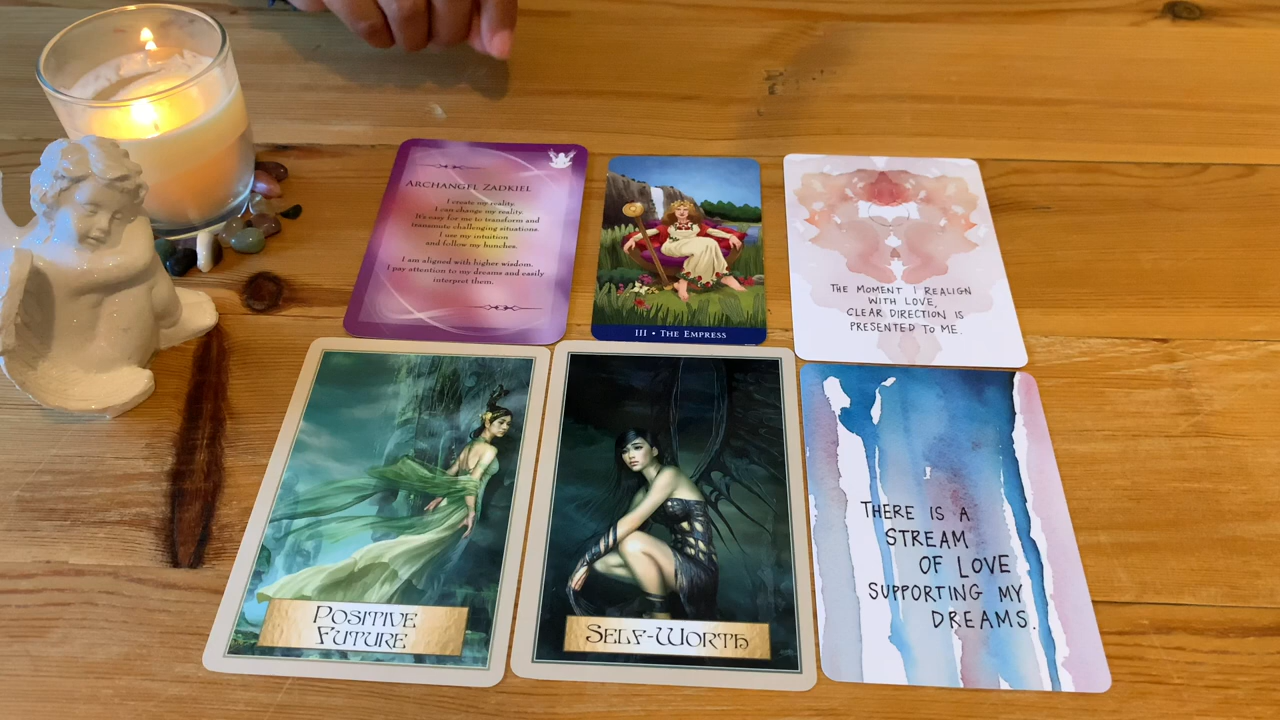 ARCHANGEL ZADKIEL
I create my reality.
I can change my reality.
It's easy for me to transform and
transmute challenging situations.
I use my intuition
and follow my hunches.
I am aligned with higher wisdom.
I pay attention to my dreams and easily
interpret them.
III • THE EMPRESS
THE MOMENT I REALIGN
WITH LOVE,
CLEAR DIRECTION IS
PRESENTED TO ME.
POSITIVE
FUTURE
SELF-WORTH
THERE IS A
STREAM
OF LOVE
SUPPORTING MY
DREAMS.